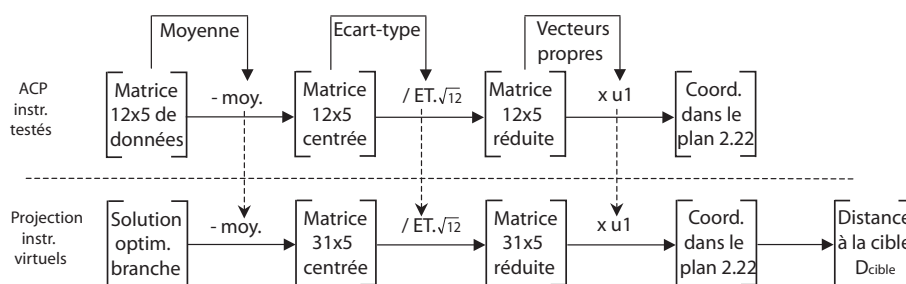 Moyenne
Ecart-type
Vecteurs
propres
ACP
instr.
testés
Matrice
12x5 de
données
- moy.
Matrice
12x5
centrée
/ ET.√12
Matrice
12x5
réduite
x u1
Coord.
dans le
plan 2.22
Projection
instr.
virtuels
Solution
optim.
branche
- moy.
Matrice
31x5
centrée
/ ET.√12
Matrice
31x5
réduite
x u1
Coord.
dans le
plan 2.22
Distance
à la cible
Dcible